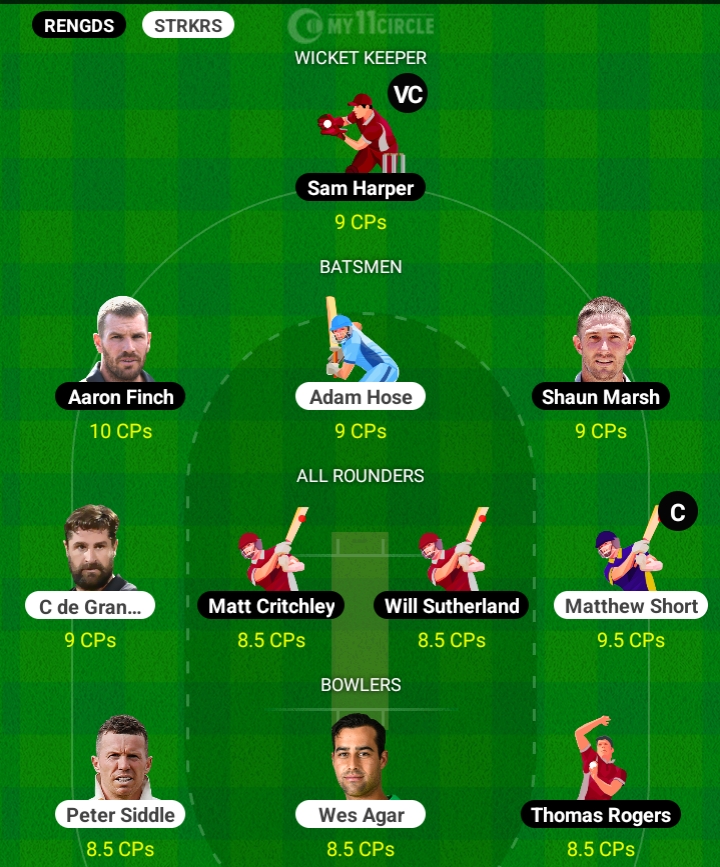 RENGDS STRKRS MY11CIRCLE
WICKET KEEPER
VC
Sam Harper
9 CPs
BATSMEN
Aaron Finch Adam Hose Shaun Marsh
10 CPs 9 CPs 9 CPs
ALL ROUNDERS
C
C de Gran... Matt Critchley Will Sutherland Matthew Short
9 CPs 8.5 CPs 8.5 CPs 9.5 CPs
BOWLERS
Peter Siddle Wes Agar Thomas Rogers
8.5 CPs 8.5 CPs 8.5 CPs